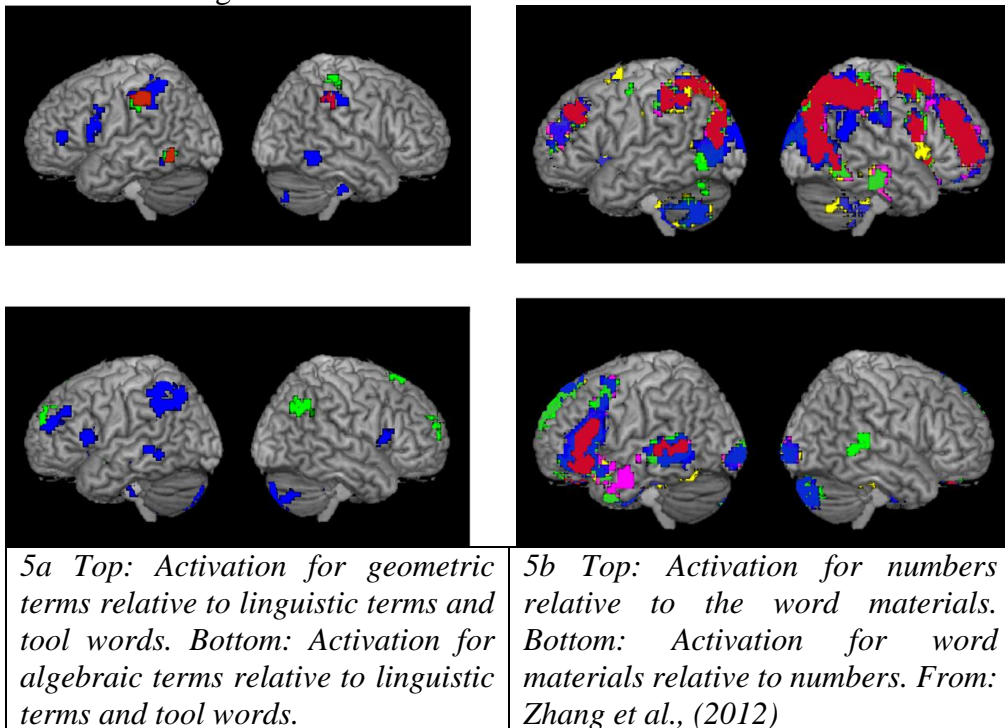 5a Top: Activation for geometric
terms relative to linguistic terms and
tool words. Bottom: Activation for
algebraic terms relative to linguistic
terms and tool words.
5b Top: Activation for numbers
relative to the word materials.
Bottom: Activation for word
materials relative to numbers. From:
Zhang et al., (2012)